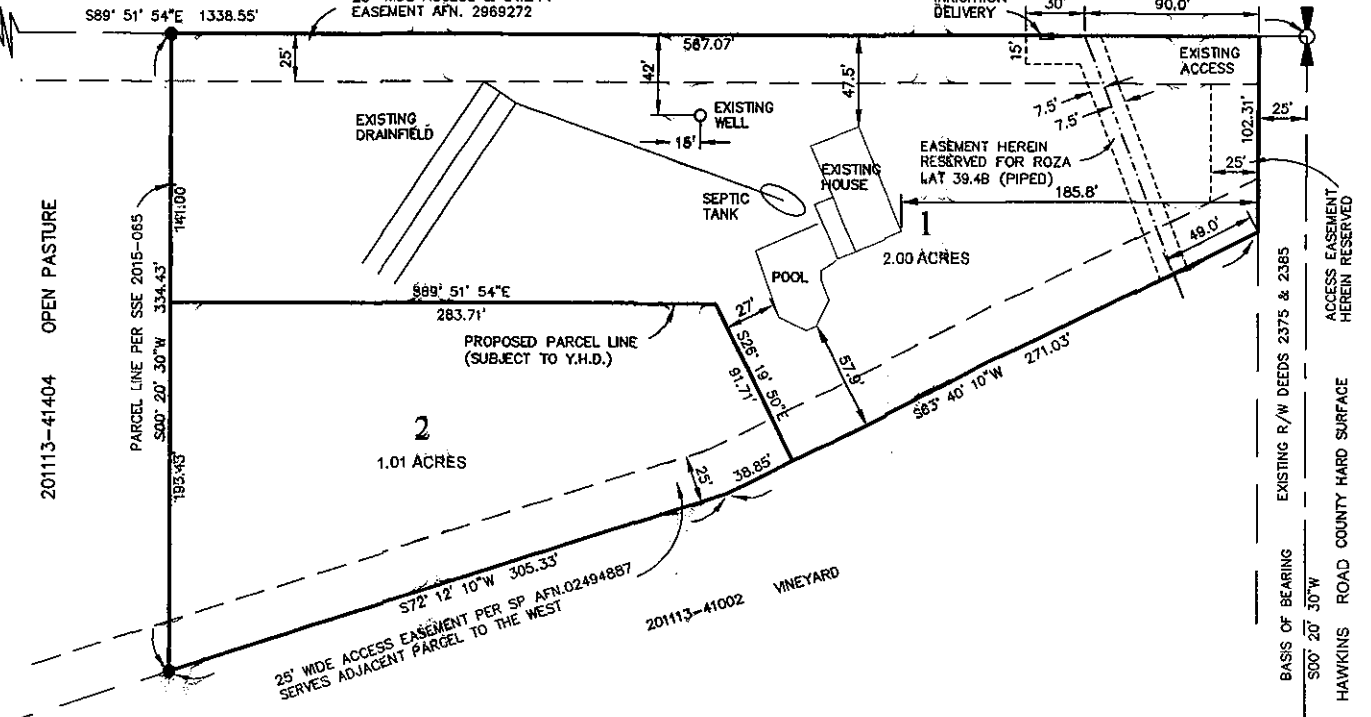 S89° 51' 54"E 1338.55'
EASEMENT AFN. 2969272
DELIVERY
30'
90.0'
587.07'
25'
42'
47.5'
15'
EXISTING
ACCESS
EXISTING
DRAINFIELD
EXISTING
WELL
15'
7.5'
7.5'
102.31'
25'
EASEMENT HEREIN
RESERVED FOR ROZA
LAT 39.4B (PIPED)
25'
EXISTING
HOUSE
SEPTIC
TANK
185.8'
1
2.00 ACRES
49.0'
ACCESS EASEMENT
HEREIN RESERVED
201113-41404 OPEN PASTURE
PARCEL LINE PER SSE 2015-065
S00° 20' 30"W 334.43'
141.00'
193.43'
POOL
S89° 51' 54"E
283.71'
PROPOSED PARCEL LINE
(SUBJECT TO Y.H.D.)
27'
S26° 19' 50"E
91.71'
57.9'
S63° 40' 10"W 271.03'
2
1.01 ACRES
25'
38.85'
S72° 12' 10"W 305.33'
25' WIDE ACCESS EASEMENT PER SP AFN.02494887
SERVES ADJACENT PARCEL TO THE WEST
201113-41002 VINEYARD
EXISTING R/W DEEDS 2375 & 2385
BASIS OF BEARING
S00° 20' 30"W
HAWKINS ROAD COUNTY HARD SURFACE